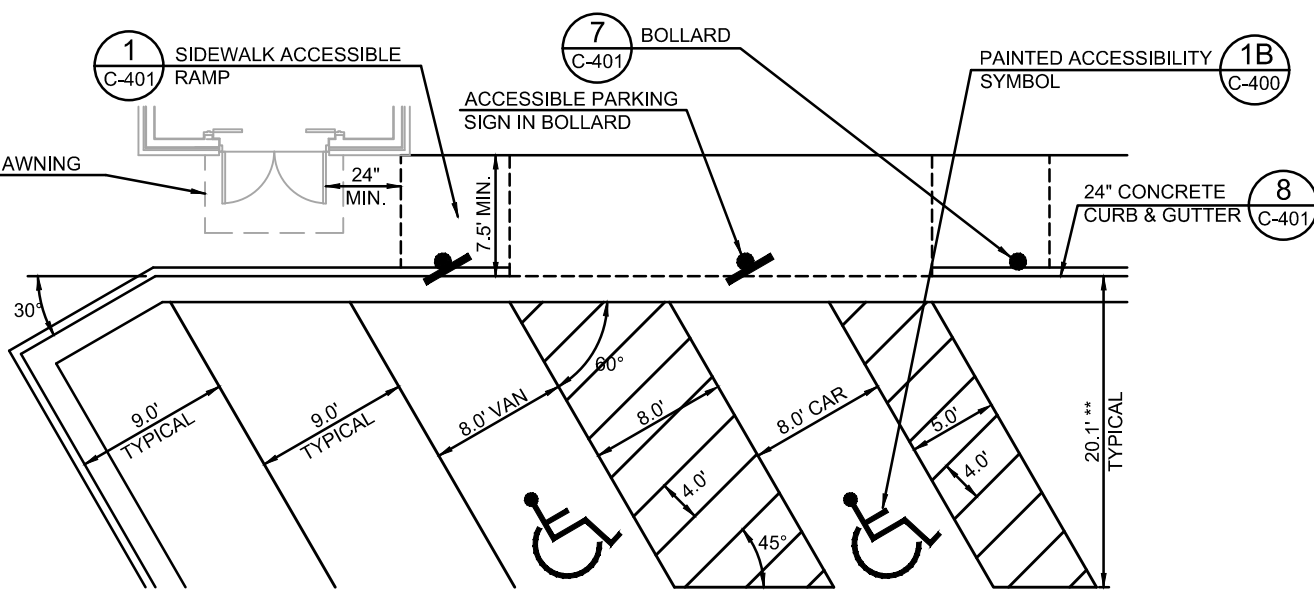 1
C-401
SIDEWALK ACCESSIBLE
RAMP
7
C-401
BOLLARD
PAINTED ACCESSIBILITY
SYMBOL
1B
C-400
ACCESSIBLE PARKING
SIGN IN BOLLARD
AWNING
24"
MIN.
7.5' MIN.
24" CONCRETE
CURB & GUTTER
8
C-401
30°
60°
9.0'
TYPICAL
9.0'
TYPICAL
8.0' VAN
8.0'
8.0' CAR
5.0'
20.1' **
TYPICAL
4.0'
4.0'
45°